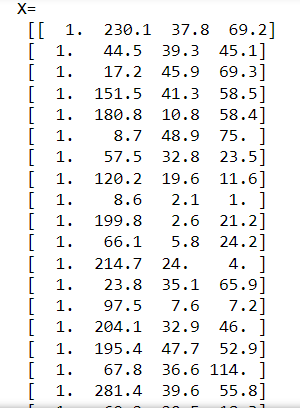 X=
[[ 1. 230.1 37.8 69.2]
[ 1. 44.5 39.3 45.1]
[ 1. 17.2 45.9 69.3]
[ 1. 151.5 41.3 58.5]
[ 1. 180.8 10.8 58.4]
[ 1. 8.7 48.9 75. ]
[ 1. 57.5 32.8 23.5]
[ 1. 120.2 19.6 11.6]
[ 1. 8.6 2.1 1. ]
[ 1. 199.8 2.6 21.2]
[ 1. 66.1 5.8 24.2]
[ 1. 214.7 24. 4. ]
[ 1. 23.8 35.1 65.9]
[ 1. 97.5 7.6 7.2]
[ 1. 204.1 32.9 46. ]
[ 1. 195.4 47.7 52.9]
[ 1. 67.8 36.6 114. ]
[ 1. 281.4 39.6 55.8]